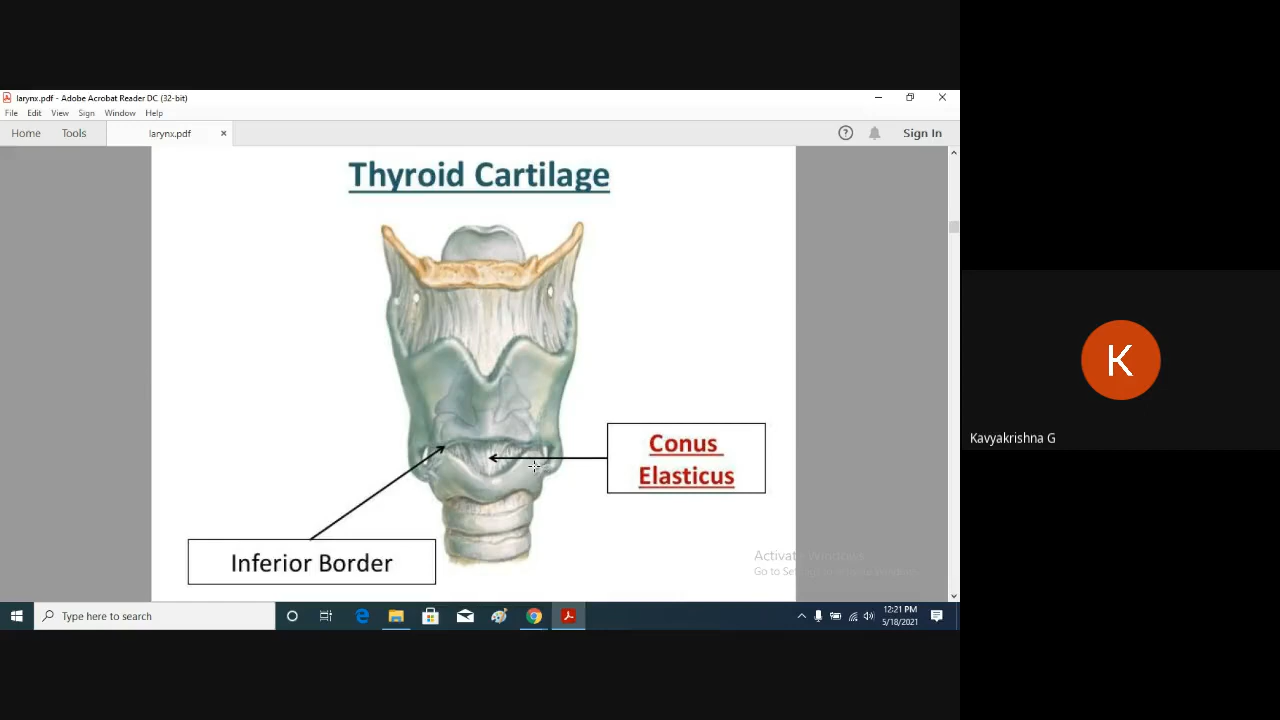 larynx.pdf - Adobe Acrobat Reader DC (32-bit)
File Edit View Sign Window Help
Home Tools larynx.pdf × ? Sign In
Thyroid Cartilage
Conus
Elasticus
Inferior Border
K
Kavyakrishna G
Activate Windows
Type here to search
12:21 PM
5/18/2021